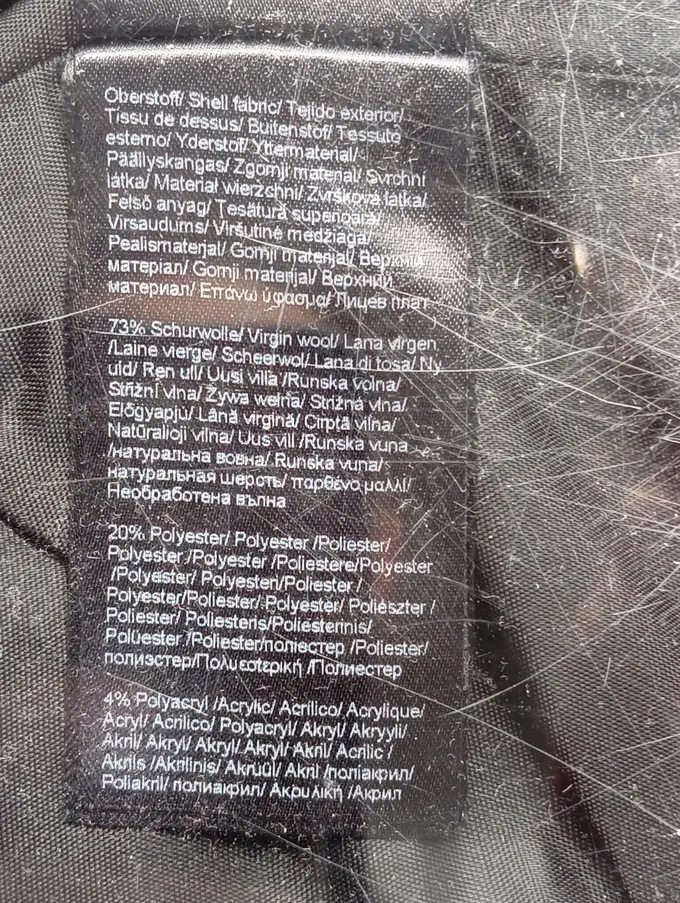 Oberstoff/ Shell fabric/ Tejido exterior/
Tissu de dessus/ Buitenstof/ Tessuto
esterno/ Yderstof/ Yttermaterial/
Päällyskangas/ Zgornji material/ Svrchní
látka/ Materiał wierzchni/ Zvršková látka/
Felső anyag/ Țesătură superioară/
Virsaudums/ Viršutinė medžiaga/
Pealismaterjal/ Gornji materijal/ Верхній
матеріал/ Gornji materijal/ Верхний
материал/ Επάνω ύφασμα/ Лицев плат
73% Schurwolle/ Virgin wool/ Lana virgen
/Laine vierge/ Scheerwol/ Lana di tosa/ Ny
uld/ Ren ull/ Uusi villa /Runska volna/
Střižní vlna/ Żywa wełna/ Strižná vlna/
Élőgyapjú/ Lână virgină/ Cirptā vilna/
Natūralioji vilna/ Uus vill /Runska vuna
/натуральна вовна/ Runska vuna/
натуральная шерсть/ παρθένο μαλλί/
Необработена вълна
20% Polyester/ Polyester /Poliester/
Polyester /Polyester /Poliestere/Polyester
/Polyester/ Polyesteri/Poliester /
Polyester/Poliester/ Polyester/ Poliészter /
Poliester/ Poliesteris/Poliesterinis/
Polüester /Poliester/поліестер /Poliester/
полиэстер/Πολυεστερική /Полиестер
4% Polyacryl /Acrylic/ Acrílico/ Acrylique/
Acryl/ Acrilico/ Polyacryl/ Akryl/ Akryyli/
Akril/ Akryl/ Akryl/ Akryl/ Akril/ Acrilic /
Akrils /Akrilinis/ Akrüül/ Akril /поліакрил/
Poliakril/ полиакрил/ Ακρυλική /Акрил